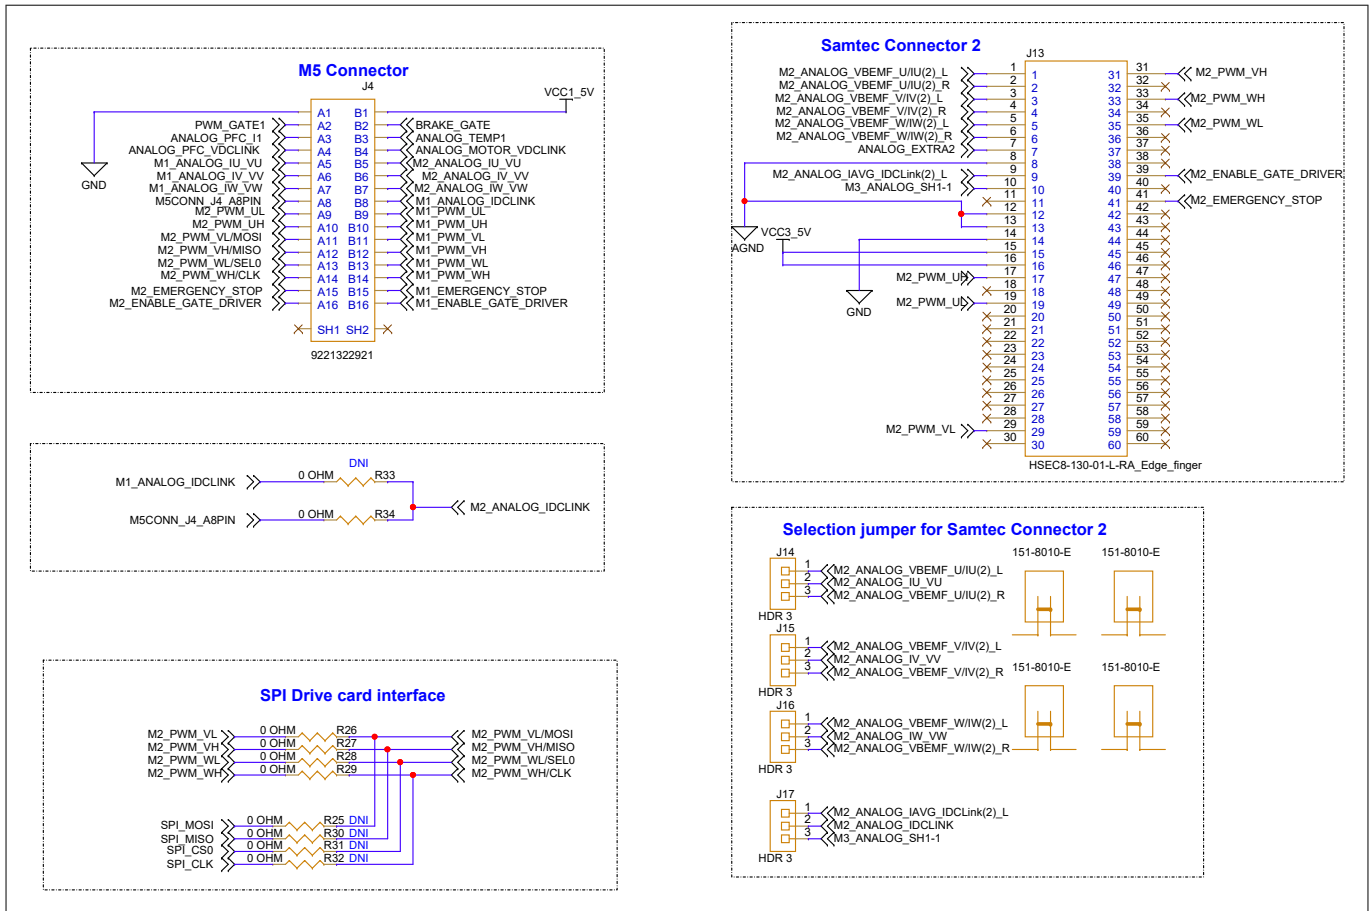 M5 Connector
J4
VCC1_5V
A1 B1
PWM_GATE1 A2 B2 BRAKE_GATE
ANALOG_PFC_I1 A3 B3 ANALOG_TEMP1
ANALOG_PFC_VDCLINK A4 B4 ANALOG_MOTOR_VDCLINK
M1_ANALOG_IU_VU A5 B5 M2_ANALOG_IU_VU
M1_ANALOG_IV_VV A6 B6 M2_ANALOG_IV_VV
M1_ANALOG_IW_VW A7 B7 M2_ANALOG_IW_VW
M5CONN_J4_A8PIN A8 B8 M1_ANALOG_IDCLINK
M2_PWM_UL A9 B9 M1_PWM_UL
M2_PWM_UH A10 B10 M1_PWM_UH
M2_PWM_VL/MOSI A11 B11 M1_PWM_VL
M2_PWM_VH/MISO A12 B12 M1_PWM_VH
M2_PWM_WL/SEL0 A13 B13 M1_PWM_WL
M2_PWM_WH/CLK A14 B14 M1_PWM_WH
M2_EMERGENCY_STOP A15 B15 M1_EMERGENCY_STOP
M2_ENABLE_GATE_DRIVER A16 B16 M1_ENABLE_GATE_DRIVER
GND
SH1 SH2
9221322921
DNI
M1_ANALOG_IDCLINK 0 OHM R33
M2_ANALOG_IDCLINK
M5CONN_J4_A8PIN 0 OHM R34
SPI Drive card interface
M2_PWM_VL 0 OHM R26 M2_PWM_VL/MOSI
M2_PWM_VH 0 OHM R27 M2_PWM_VH/MISO
M2_PWM_WL 0 OHM R28 M2_PWM_WL/SEL0
M2_PWM_WH 0 OHM R29 M2_PWM_WH/CLK
SPI_MOSI 0 OHM R25 DNI
SPI_MISO 0 OHM R30 DNI
SPI_CS0 0 OHM R31 DNI
SPI_CLK 0 OHM R32 DNI
Samtec Connector 2
J13
M2_ANALOG_VBEMF_U/IU(2)_L 1 1 31 31 M2_PWM_VH
M2_ANALOG_VBEMF_U/IU(2)_R 2 2 32 32
M2_ANALOG_VBEMF_V/IV(2)_L 3 3 33 33 M2_PWM_WH
M2_ANALOG_VBEMF_V/IV(2)_R 4 4 34 34
M2_ANALOG_VBEMF_W/IW(2)_L 5 5 35 35 M2_PWM_WL
M2_ANALOG_VBEMF_W/IW(2)_R 6 6 36 36
ANALOG_EXTRA2 7 7 37 37
8 8 38 38
M2_ANALOG_IAVG_IDCLink(2)_L 9 9 39 39 M2_ENABLE_GATE_DRIVER
M3_ANALOG_SH1-1 10 10 40 40
11 11 41 41 M2_EMERGENCY_STOP
12 12 42 42
13 13 43 43
AGND
VCC3_5V
14 14 44 44
15 15 45 45
16 16 46 46
M2_PWM_UH 17 17 47 47
18 18 48 48
M2_PWM_UL 19 19 49 49
GND
20 20 50 50
21 21 51 51
22 22 52 52
23 23 53 53
24 24 54 54
25 25 55 55
26 26 56 56
27 27 57 57
28 28 58 58
M2_PWM_VL 29 29 59 59
30 30 60 60
HSEC8-130-01-L-RA_Edge_finger
Selection jumper for Samtec Connector 2
J14
1 M2_ANALOG_VBEMF_U/IU(2)_L
2 M2_ANALOG_IU_VU
3 M2_ANALOG_VBEMF_U/IU(2)_R
HDR 3
J15
1 M2_ANALOG_VBEMF_V/IV(2)_L
2 M2_ANALOG_IV_VV
3 M2_ANALOG_VBEMF_V/IV(2)_R
HDR 3
J16
1 M2_ANALOG_VBEMF_W/IW(2)_L
2 M2_ANALOG_IW_VW
3 M2_ANALOG_VBEMF_W/IW(2)_R
HDR 3
J17
1 M2_ANALOG_IAVG_IDCLink(2)_L
2 M2_ANALOG_IDCLINK
3 M3_ANALOG_SH1-1
HDR 3
151-8010-E 151-8010-E
151-8010-E 151-8010-E